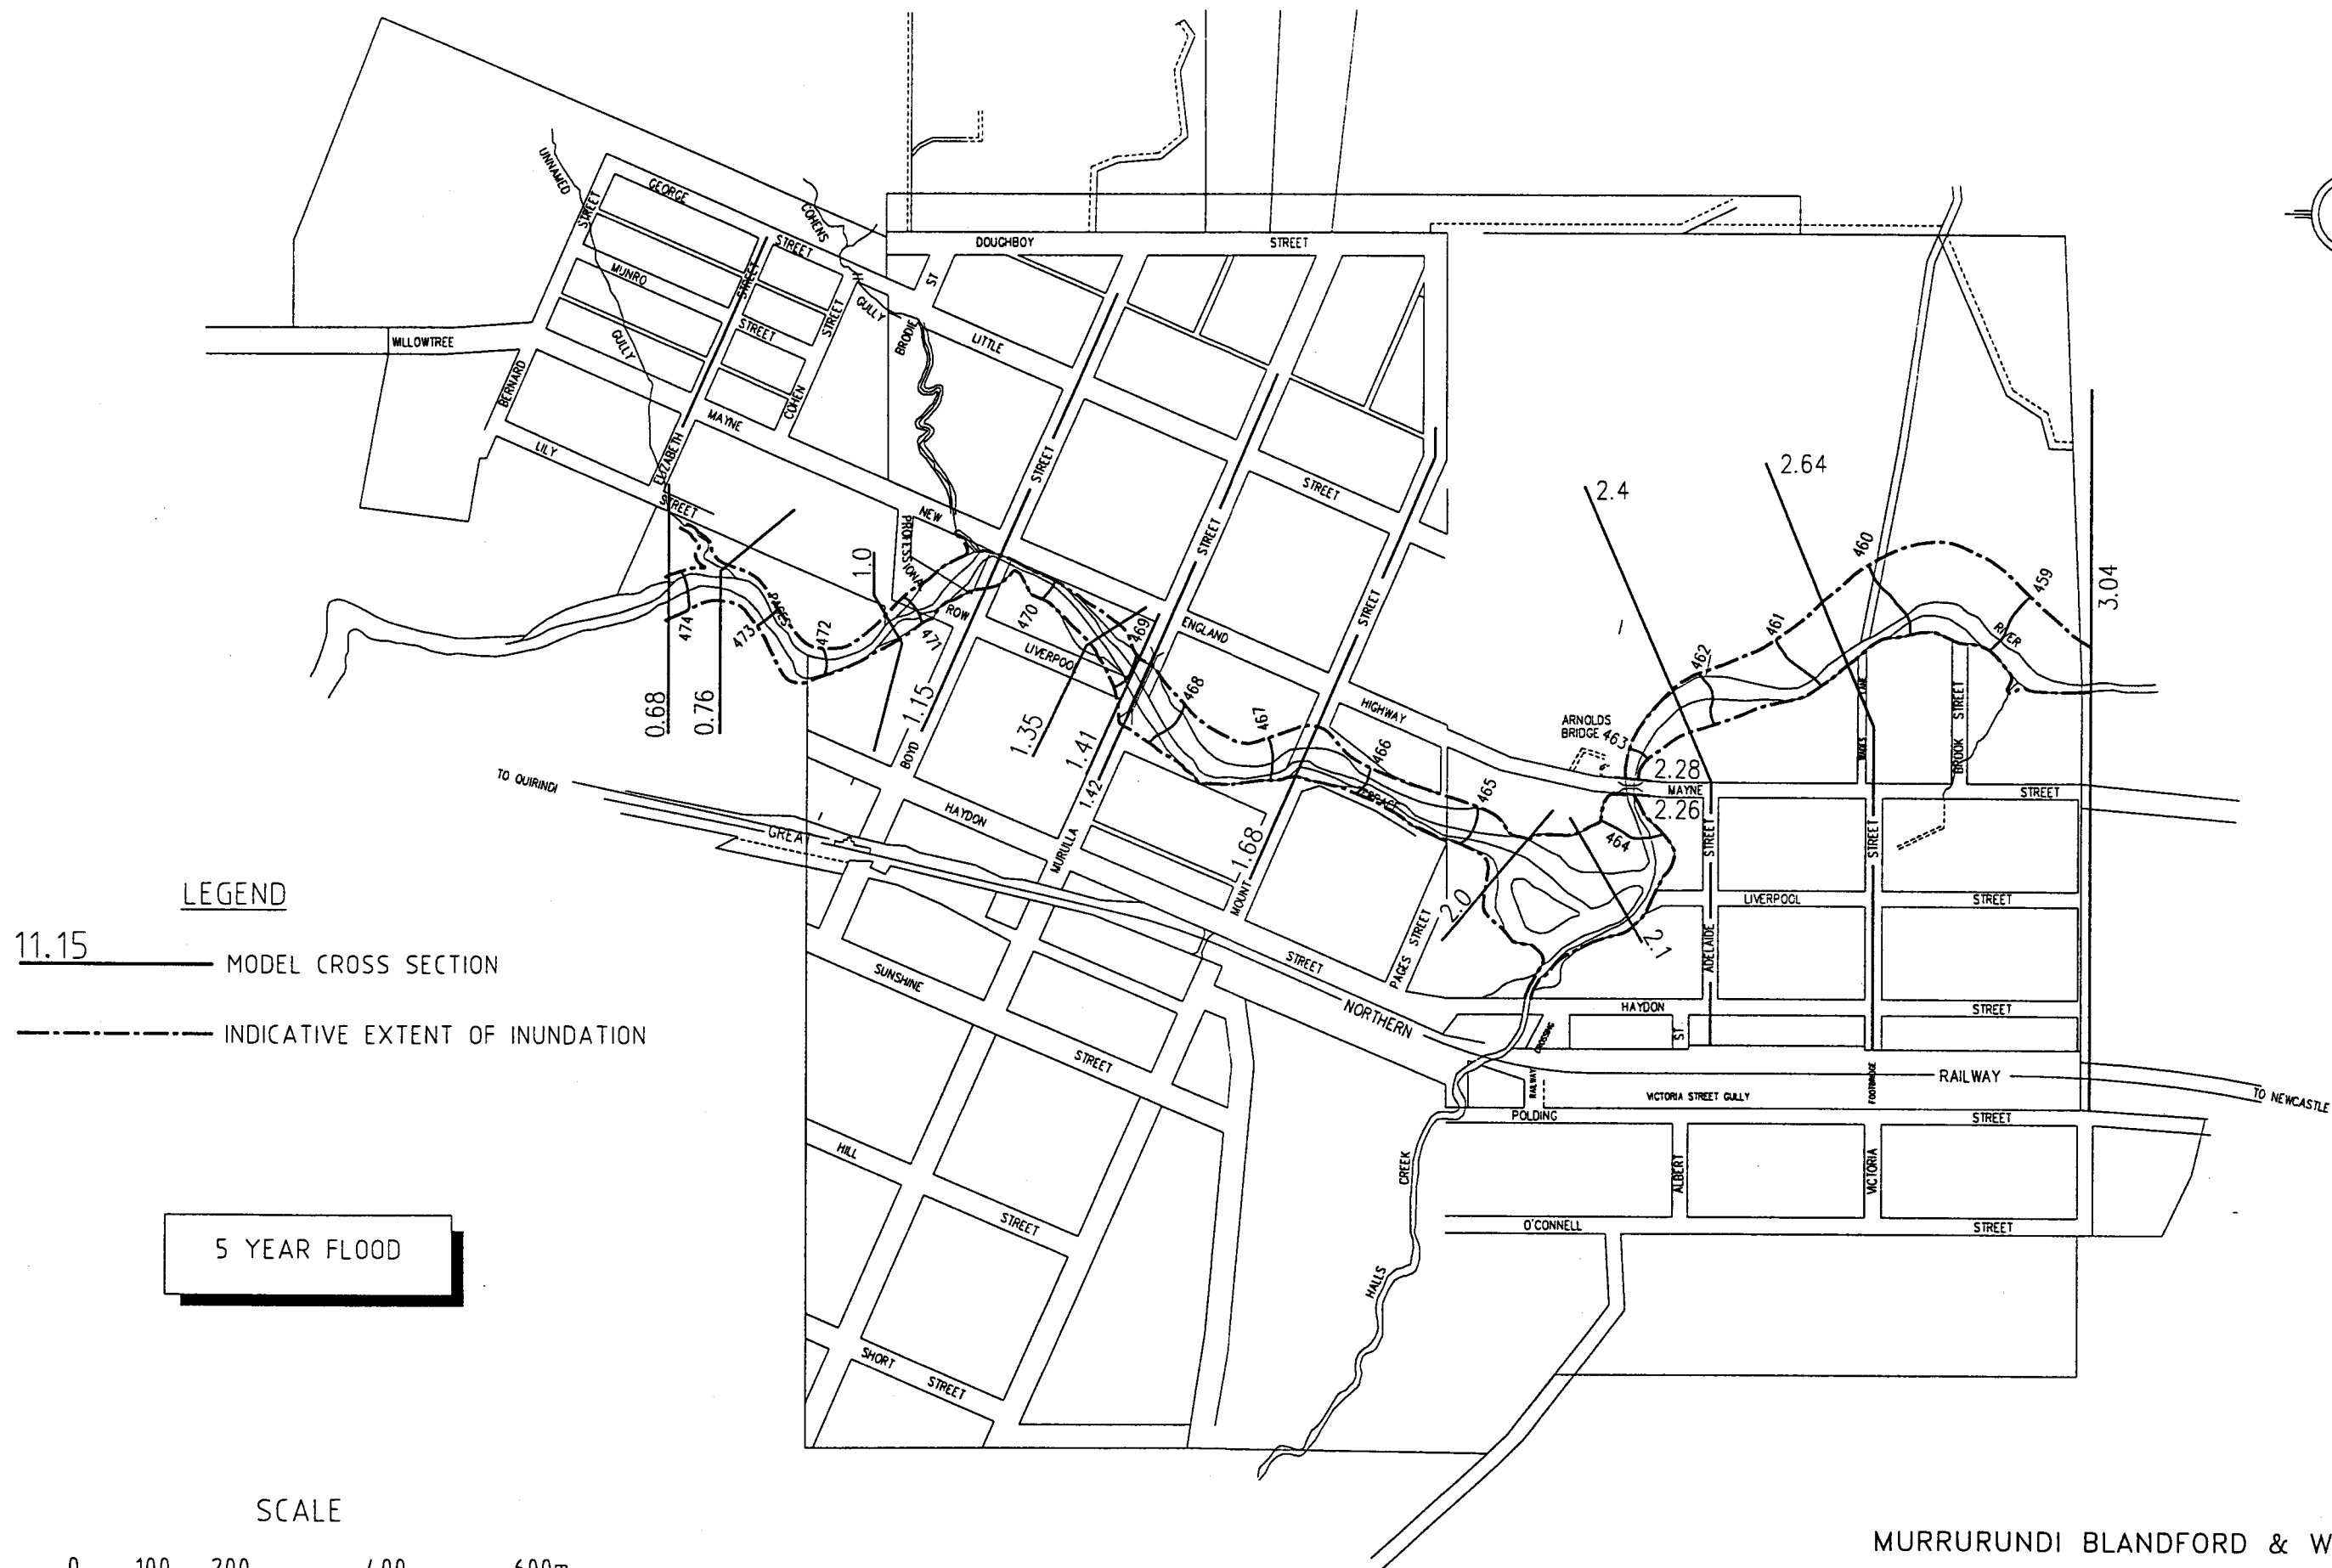 UNNAMED
GULLY
GEORGE
STREET
STREET
MUNRO
STREET
STREET
COHENS
GULLY
BRODIE
ST
DOUGHBOY
STREET
LITTLE
STREET
WILLOWTREE
BERNARD
LILY
STREET
ELIZABETH
MAYNE
COHEN
STREET
NEW
ENGLAND
HIGHWAY
STREET
STREET
STREET
ROW
LIVERPOOL
PAGES
RIVER
474
473
472
471
470
469
468
467
466
465
464
463
462
461
460
459
0.68
0.76
1.0
1.15
1.35
1.41
1.42
1.68
2.0
2.1
2.26
2.28
2.4
2.64
3.04
BOYD
MURULLA
MOUNT
PAGES STREET
TERRACE
ARNOLDS
BRIDGE
MAYNE
STREET
BROOK STREET
ADELAIDE STREET
STREET
LIVERPOOL
STREET
HAYDON
STREET
HAYDON
STREET
ST
TO QUIRINDI
GREAT
NORTHERN
RAILWAY
TO NEWCASTLE
RAILWAY
CROSSING
FOOTBRIDGE
VICTORIA STREET GULLY
POLDING
STREET
ALBERT
VICTORIA
O'CONNELL
STREET
SUNSHINE
STREET
HILL
STREET
SHORT
STREET
HALLS
CREEK
LEGEND
11.15
MODEL CROSS SECTION
INDICATIVE EXTENT OF INUNDATION
5 YEAR FLOOD
SCALE
0 100 200 400 600m
MURRURUNDI BLANDFORD & W